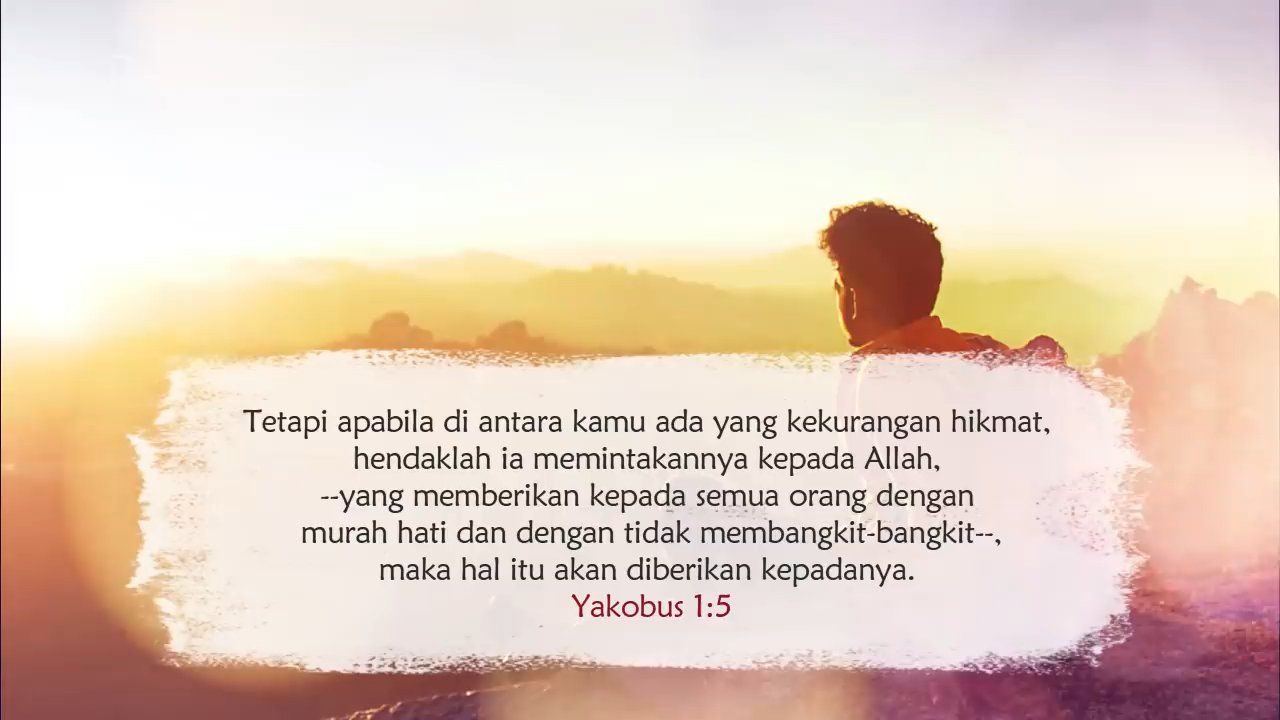 Tetapi apabila di antara kamu ada yang kekurangan hikmat,
hendaklah ia memintakannya kepada Allah,
--yang memberikan kepada semua orang dengan
murah hati dan dengan tidak membangkit-bangkit--,
maka hal itu akan diberikan kepadanya.
Yakobus 1:5